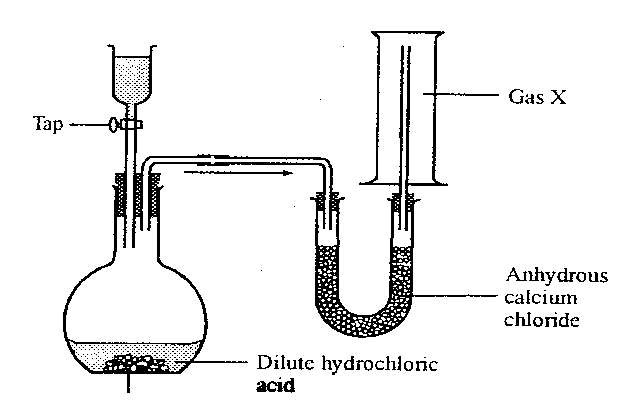 Gas X
Tap
Anhydrous
calcium
chloride
Dilute hydrochloric
acid